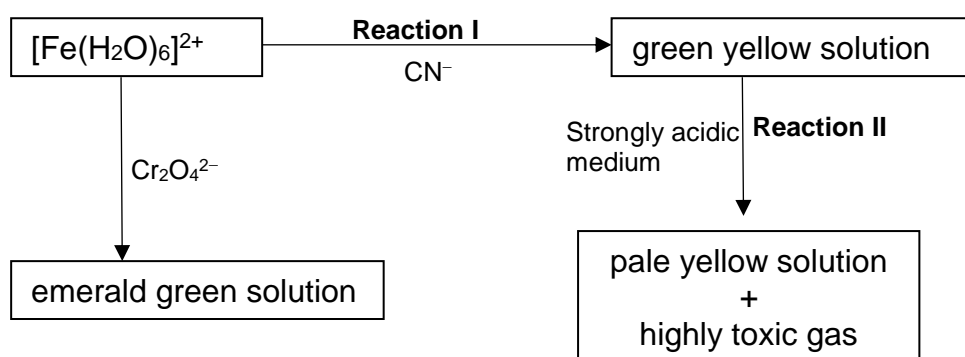 [Fe(H₂O)₆]²⁺
Reaction I
CN⁻
green yellow solution
Cr₂O₄²⁻
Strongly acidic
medium
Reaction II
emerald green solution
pale yellow solution
+
highly toxic gas